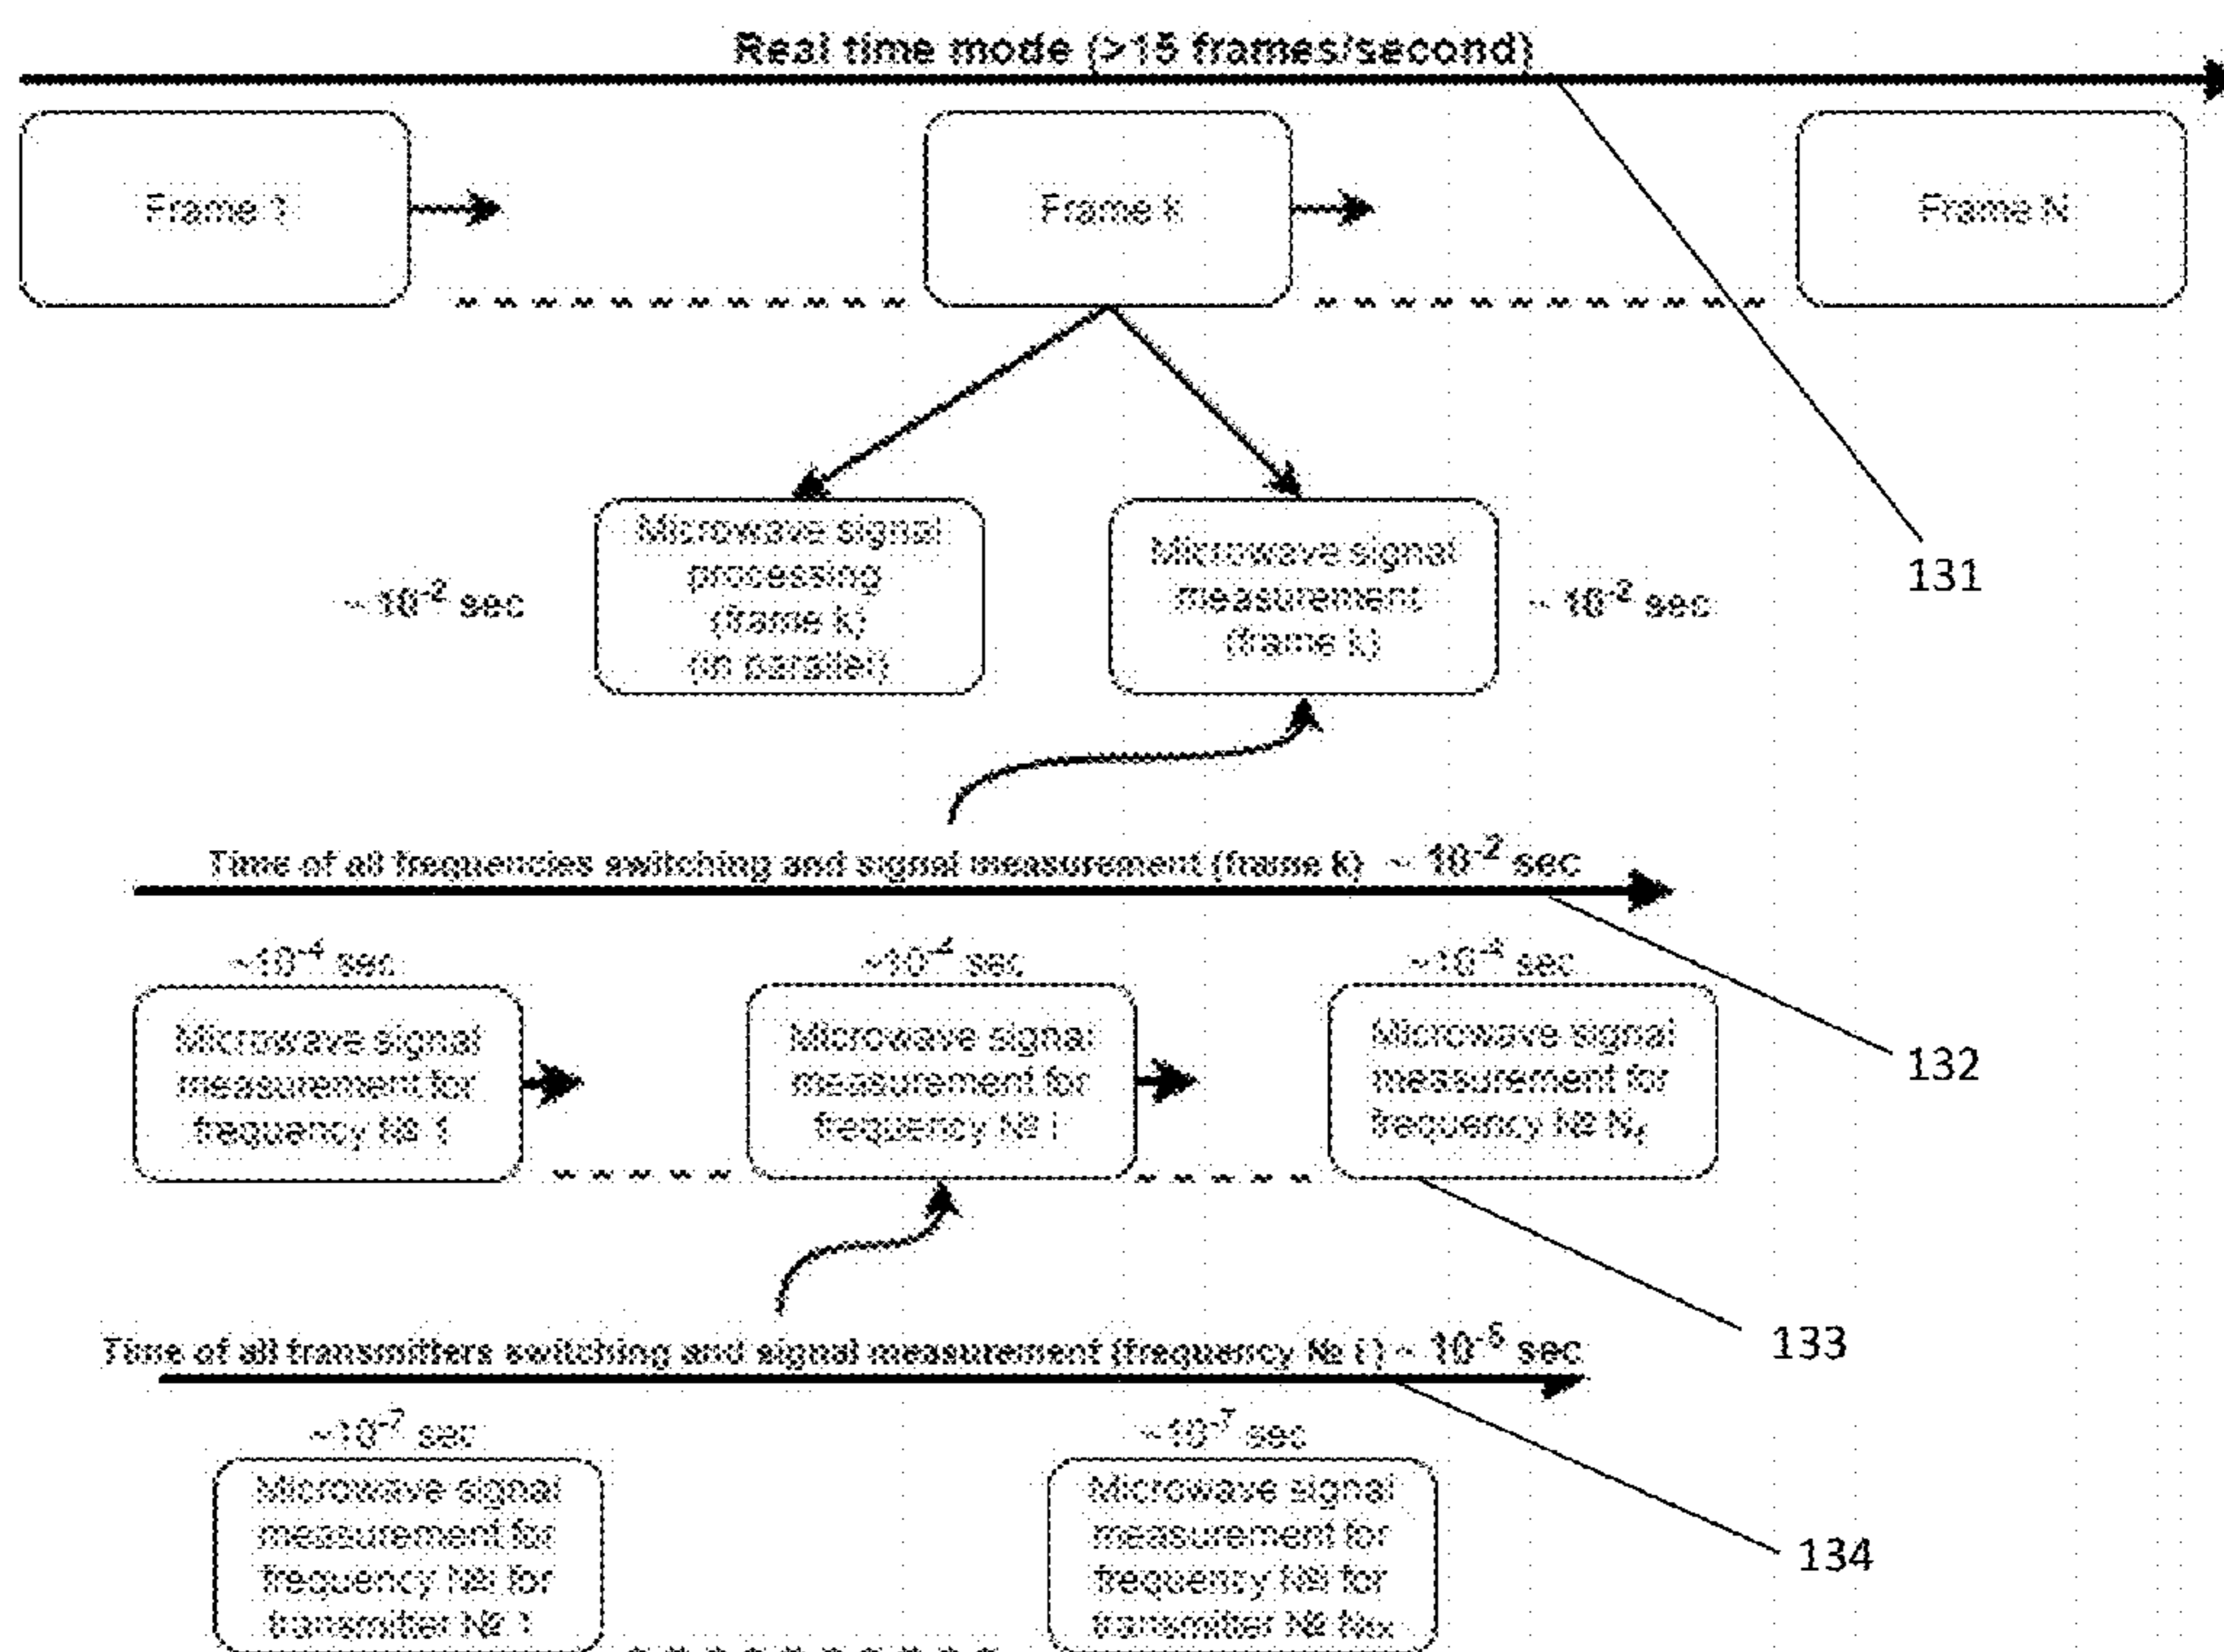 Real time mode (>15 frames/second)
Frame 1
Frame k
Frame N
Microwave signal
processing
(frame k)
(in parallel)
~ 10⁻² sec
Microwave signal
measurement
(frame k)
~ 10⁻² sec
131
Time of all frequencies switching and signal measurement (frame k) ~ 10⁻² sec
~10⁻⁴ sec
~10⁻⁴ sec
~10⁻⁴ sec
Microwave signal
measurement for
frequency № 1
Microwave signal
measurement for
frequency № i
Microwave signal
measurement for
frequency № N
132
133
Time of all transmitters switching and signal measurement (frequency № i) ~ 10⁻⁶ sec
~10⁻⁷ sec
~10⁻⁷ sec
Microwave signal
measurement for
frequency №i for
transmitter № 1
Microwave signal
measurement for
frequency №i for
transmitter №
134